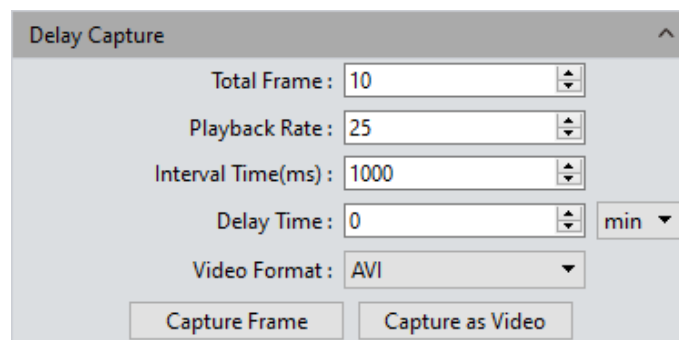 Delay Capture
Total Frame : 10
Playback Rate : 25
Interval Time(ms) : 1000
Delay Time : 0 min
Video Format : AVI
Capture Frame Capture as Video